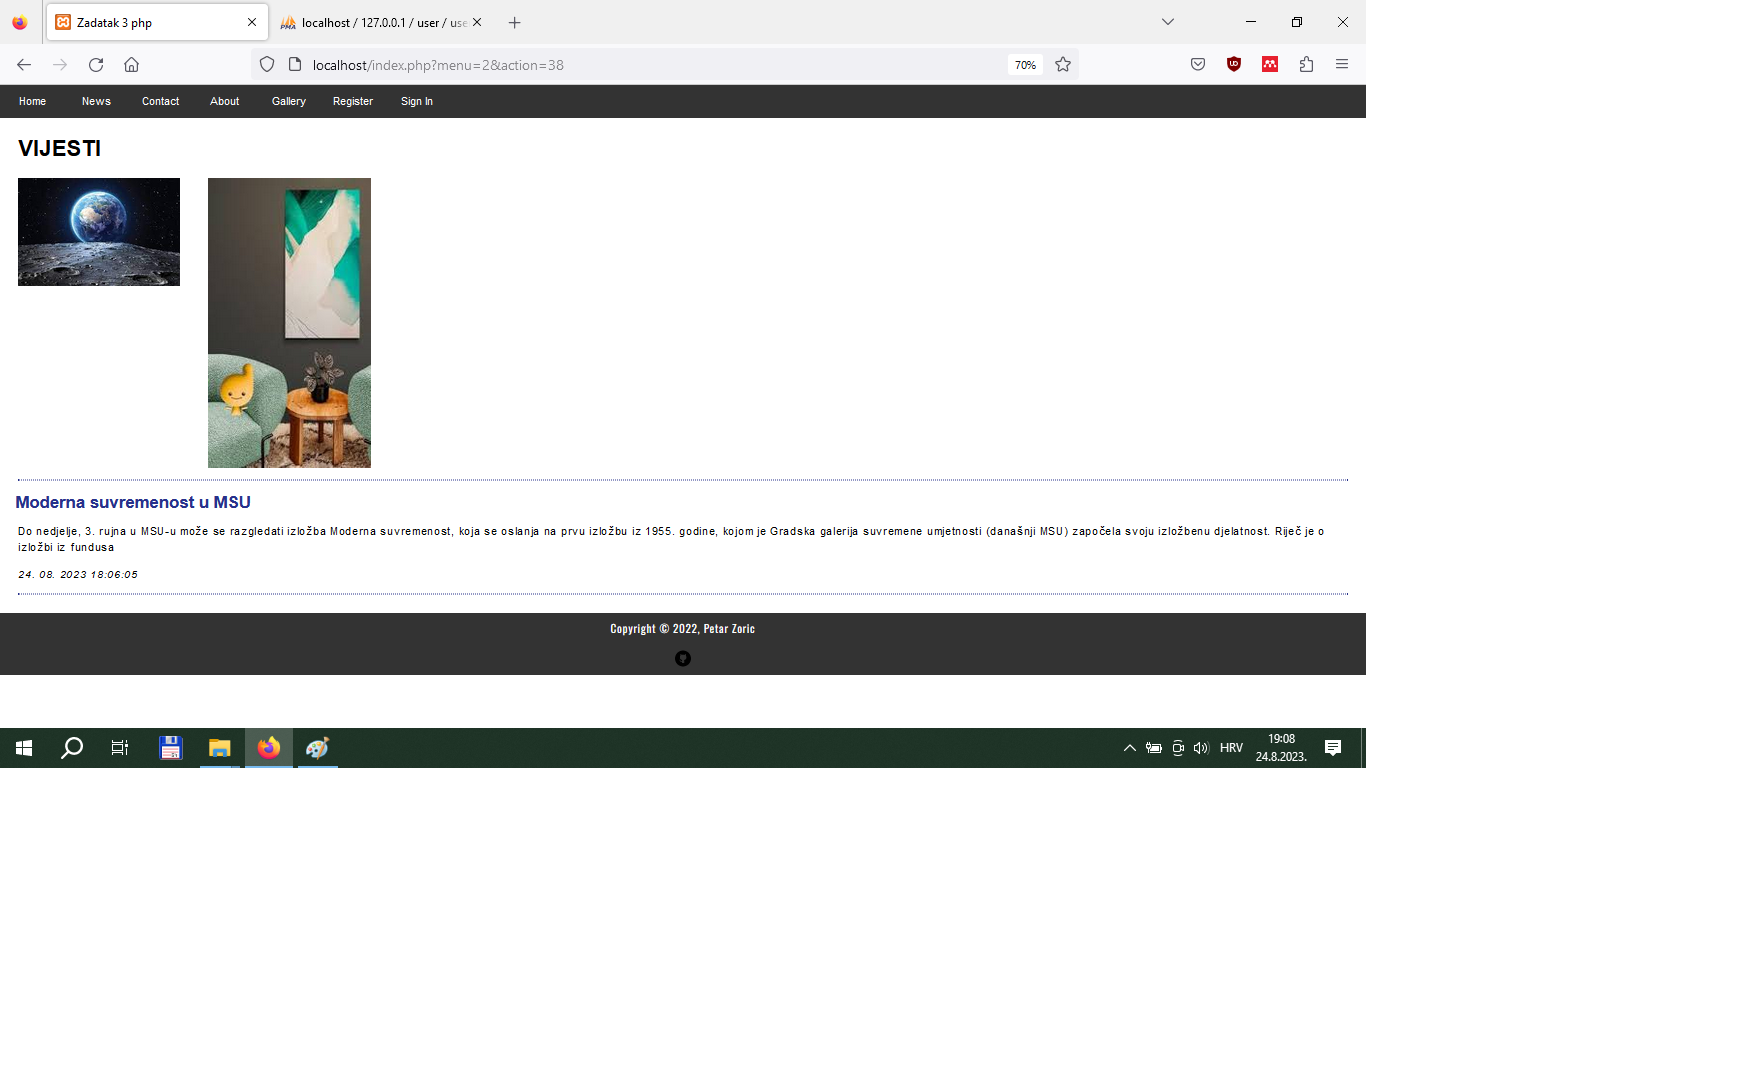 Zadatak 3 php
localhost / 127.0.0.1 / user / use
localhost/index.php?menu=2&action=38
70%
Home News Contact About Gallery Register Sign In
VIJESTI
Moderna suvremenost u MSU
Do nedjelje, 3. rujna u MSU-u može se razgledati izložba Moderna suvremenost, koja se oslanja na prvu izložbu iz 1955. godine, kojom je Gradska galerija suvremene umjetnosti (današnji MSU) započela svoju izložbenu djelatnost. Riječ je o
izložbi iz fundusa
24. 08. 2023 18:06:05
Copyright © 2022, Petar Zoric
HRV
19:08
24.8.2023.